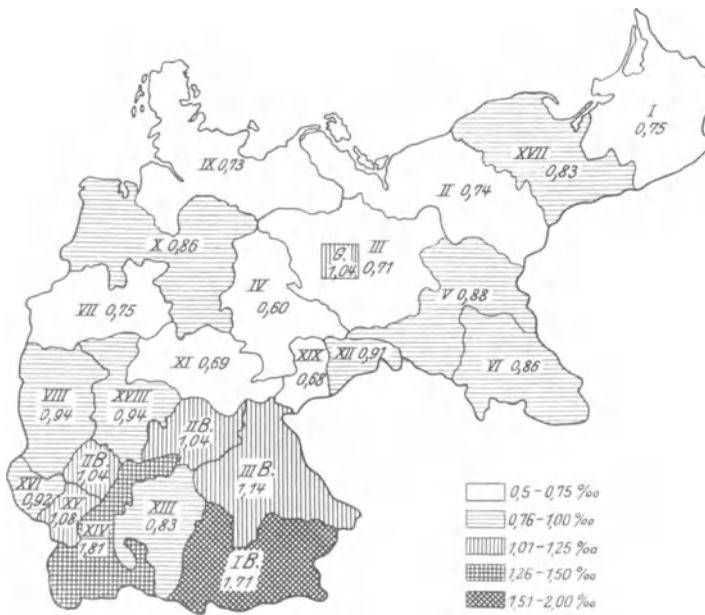 I
0,75
XVII
0,83
IX 0,73
II
0,74
X 0,86
G.
1,04
III
0,71
IV
0,60
V 0,88
VII 0,75
XI 0,69
XIX
0,68
XII 0,91
VI 0,86
VIII
0,94
XVIII
0,94
II B.
1,04
II B.
1,04
III B.
1,14
XVI
0,92
XV
1,08
XIII
0,83
XIV
1,81
I B.
1,71
0,5-0,75 ‰
0,76-1,00 ‰
1,01-1,25 ‰
1,26-1,50 ‰
1,51-2,00 ‰